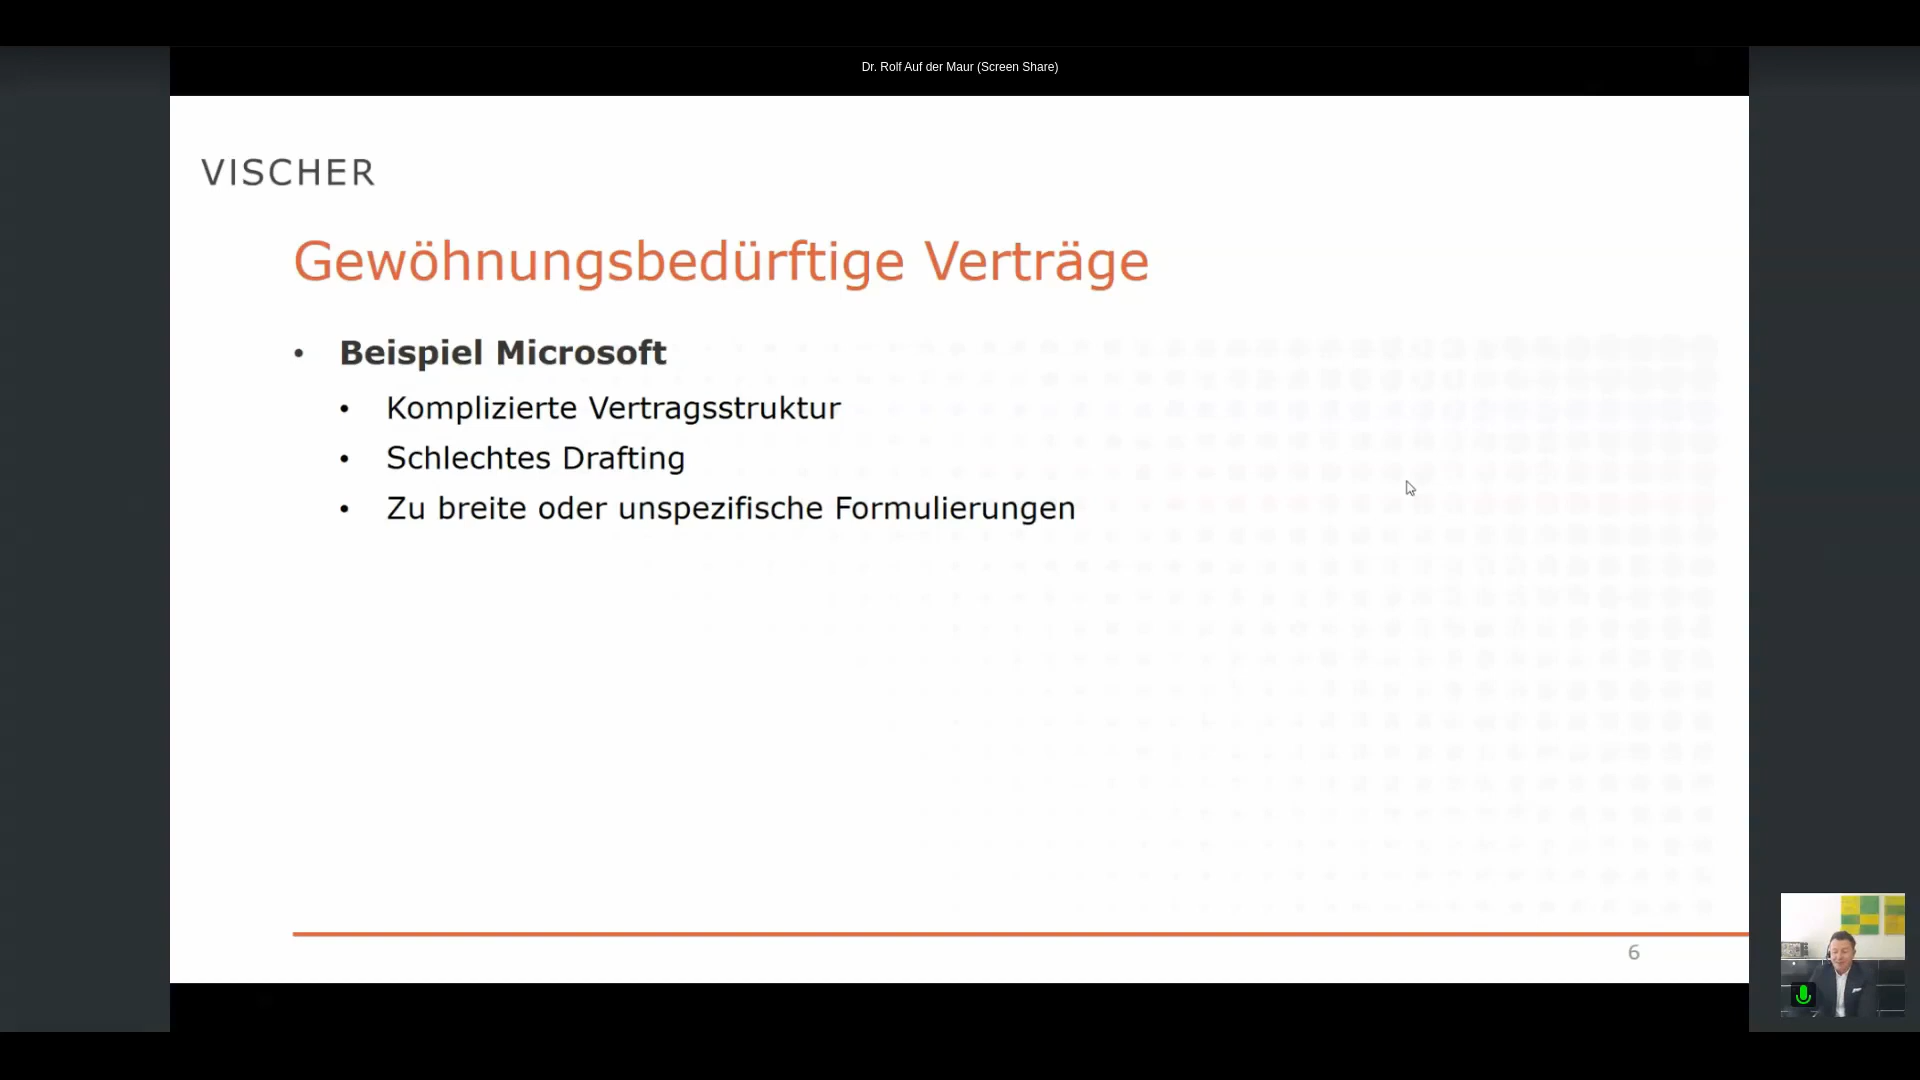 Dr. Rolf Auf der Maur (Screen Share)
VISCHER
Gewöhnungsbedürftige Verträge
• Beispiel Microsoft
• Komplizierte Vertragsstruktur
• Schlechtes Drafting
• Zu breite oder unspezifische Formulierungen
6